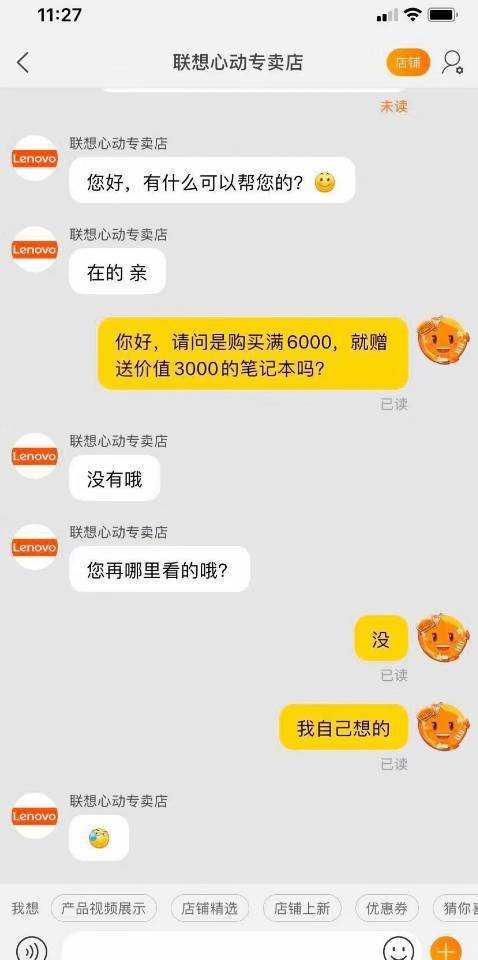 11:27
联想心动专卖店
店铺
未读
联想心动专卖店
Lenovo
您好，有什么可以帮您的？
联想心动专卖店
Lenovo
在的 亲
你好，请问是购买满6000，就赠
送价值3000的笔记本吗？
已读
联想心动专卖店
Lenovo
没有哦
联想心动专卖店
Lenovo
您再哪里看的哦？
没
已读
我自己想的
已读
联想心动专卖店
Lenovo
我想
产品视频展示
店铺精选
店铺上新
优惠券
猜你